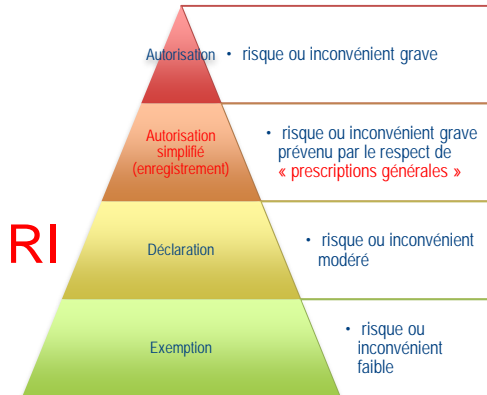 Autorisation
• risque ou inconvénient grave
Autorisation
simplifié
(enregistrement)
• risque ou inconvénient grave
prévenu par le respect de
« prescriptions générales »
RI
Déclaration
• risque ou inconvénient
modéré
Exemption
• risque ou
inconvénient
faible